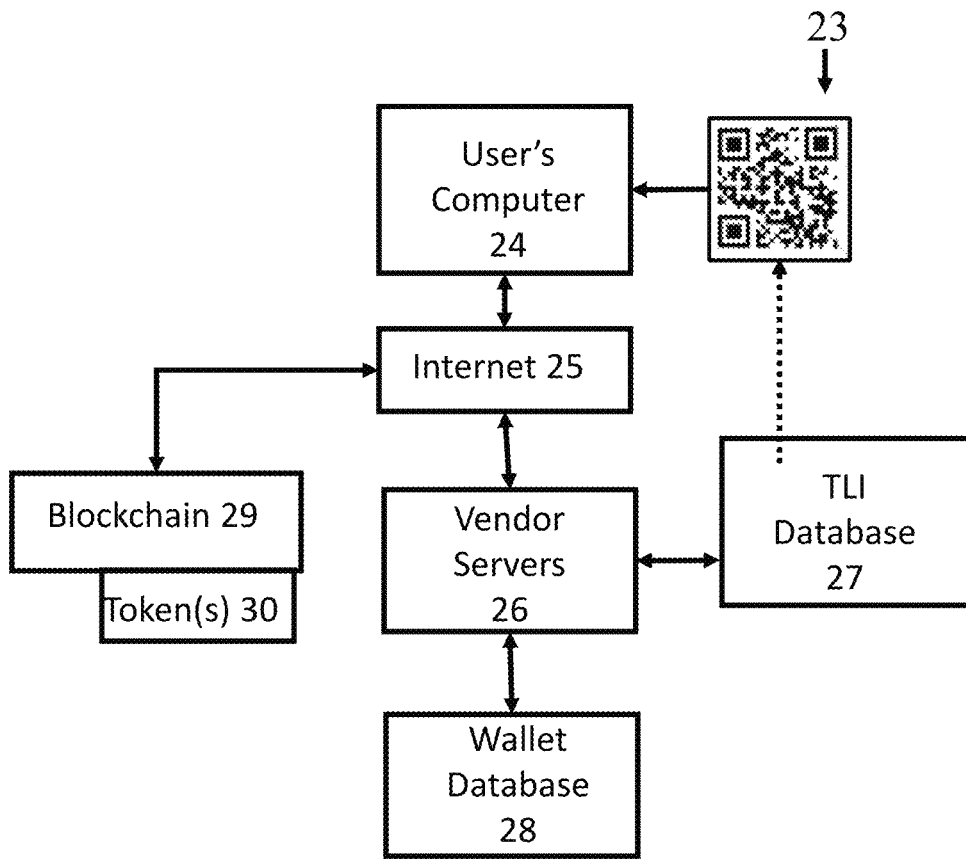 23
User's
Computer
24
Internet 25
Blockchain 29
Token(s) 30
Vendor
Servers
26
TLI
Database
27
Wallet
Database
28